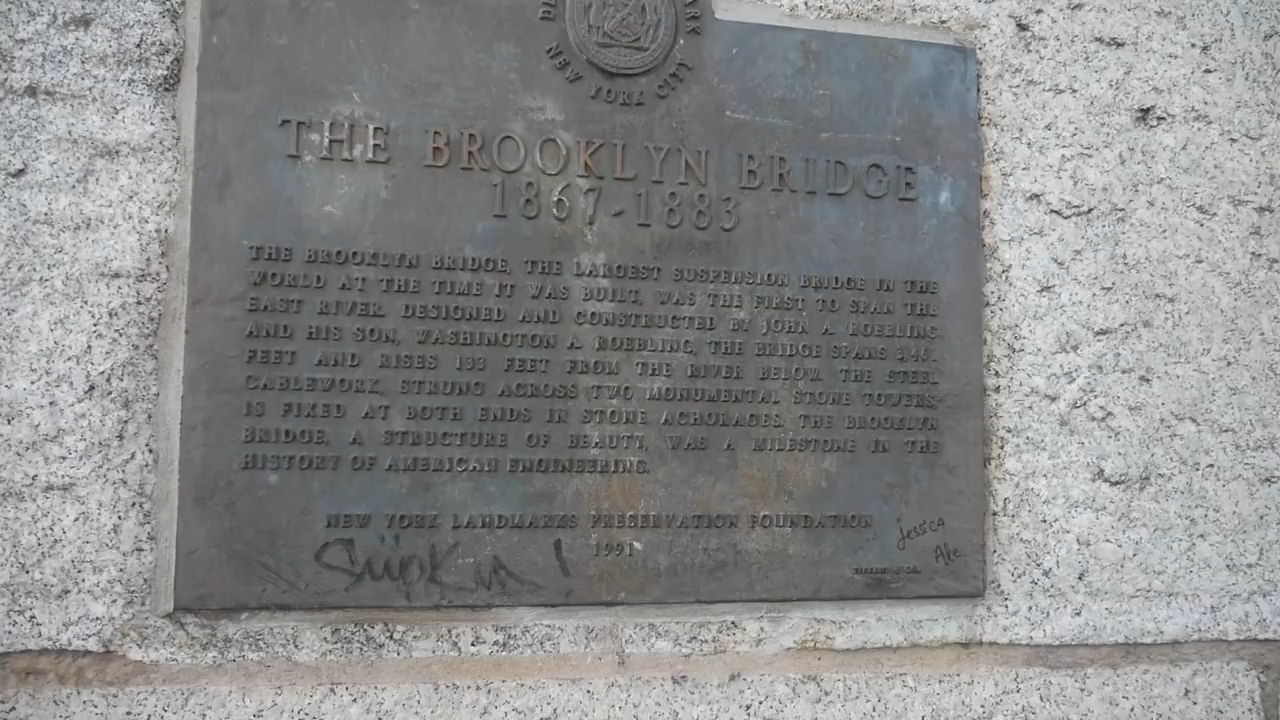 NEW YORK CITY
THE BROOKLYN BRIDGE
1867-1883
THE BROOKLYN BRIDGE, THE LARGEST SUSPENSION BRIDGE IN THE
WORLD AT THE TIME IT WAS BUILT, WAS THE FIRST TO SPAN THE
EAST RIVER. DESIGNED AND CONSTRUCTED BY JOHN A. ROEBLING
AND HIS SON, WASHINGTON A. ROEBLING, THE BRIDGE SPANS 3,461
FEET AND RISES 133 FEET FROM THE RIVER BELOW. THE STEEL
CABLEWORK, STRUNG ACROSS TWO MONUMENTAL STONE TOWERS,
IS FIXED AT BOTH ENDS IN STONE ACHORAGES. THE BROOKLYN
BRIDGE, A STRUCTURE OF BEAUTY, WAS A MILESTONE IN THE
HISTORY OF AMERICAN ENGINEERING.
NEW YORK LANDMARKS PRESERVATION FOUNDATION
1991
Jessica